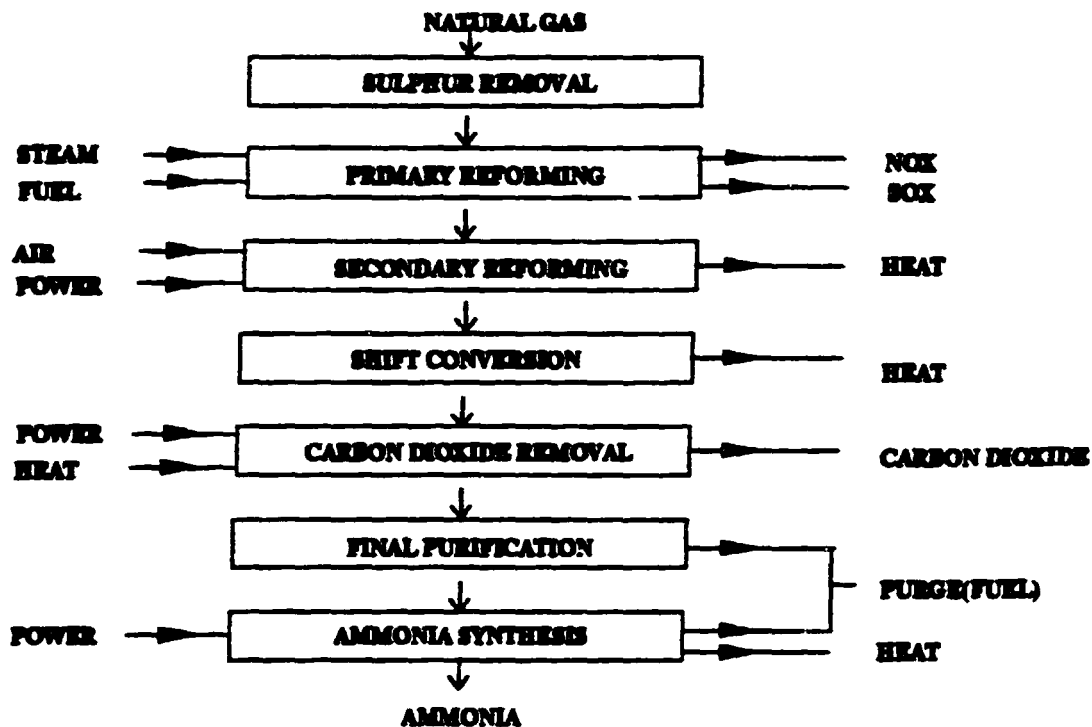 NATURAL GAS
SULPHUR REMOVAL
STEAM
FUEL
PRIMARY REFORMING
NOX
SOX
AIR
POWER
SECONDARY REFORMING
HEAT
SHIFT CONVERSION
HEAT
POWER
HEAT
CARBON DIOXIDE REMOVAL
CARBON DIOXIDE
FINAL PURIFICATION
PURGE(FUEL)
POWER
AMMONIA SYNTHESIS
HEAT
AMMONIA